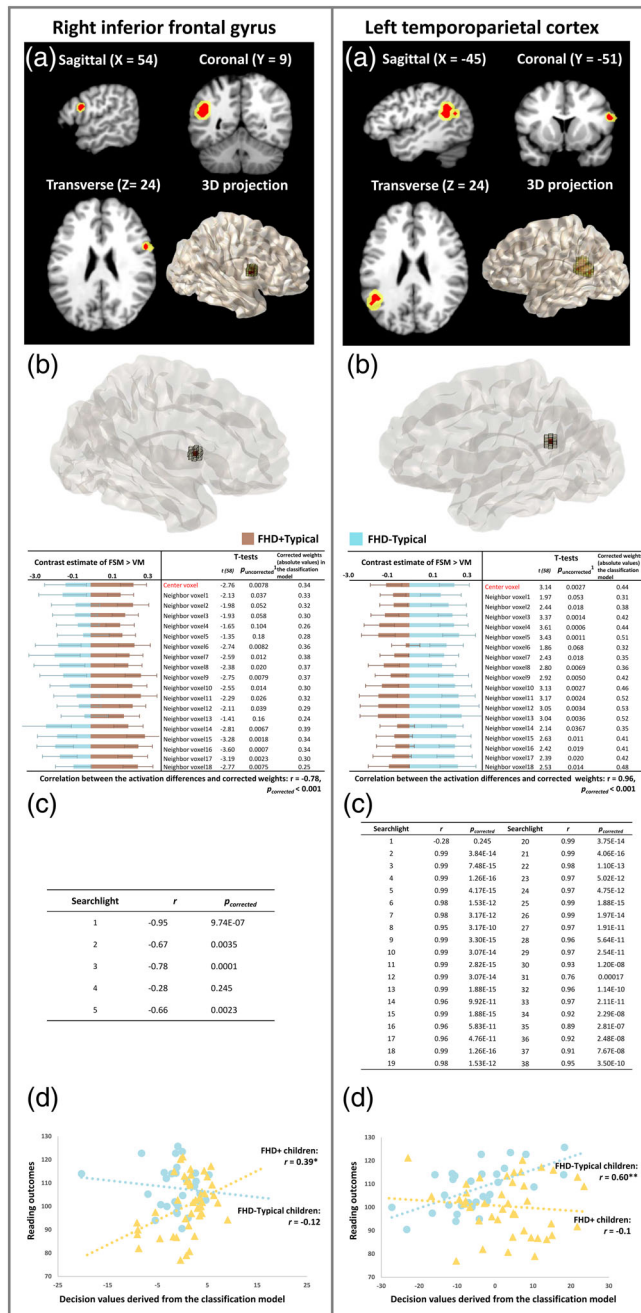 Right inferior frontal gyrus
(a)
Sagittal (X = 54)
Coronal (Y = 9)
Transverse (Z= 24)
3D projection
(b)
FHD+Typical
Contrast estimate of FSM > VM
T-tests
Corrected weights (absolute values) in the classification model
-3.0 -0.1 0.1 0.3
t (58) Puncorrected1
Center voxel -2.76 0.0078 0.34
Neighbor voxel1 -2.13 0.037 0.33
Neighbor voxel2 -1.98 0.052 0.32
Neighbor voxel3 -1.93 0.058 0.30
Neighbor voxel4 -1.65 0.104 0.26
Neighbor voxel5 -1.35 0.18 0.28
Neighbor voxel6 -2.74 0.0082 0.36
Neighbor voxel7 -2.59 0.012 0.38
Neighbor voxel8 -2.38 0.020 0.37
Neighbor voxel9 -2.75 0.0079 0.37
Neighbor voxel10 -2.55 0.014 0.30
Neighbor voxel11 -2.29 0.026 0.32
Neighbor voxel12 -2.11 0.039 0.29
Neighbor voxel13 -1.41 0.16 0.24
Neighbor voxel14 -2.81 0.0067 0.39
Neighbor voxel15 -3.28 0.0018 0.34
Neighbor voxel16 -3.60 0.0007 0.34
Neighbor voxel17 -3.19 0.0023 0.30
Neighbor voxel18 -2.77 0.0075 0.25
Correlation between the activation differences and corrected weights: r = -0.78,
Pcorrected < 0.001
(c)
Searchlight r Pcorrected
1 -0.95 9.74E-07
2 -0.67 0.0035
3 -0.78 0.0001
4 -0.28 0.245
5 -0.66 0.0023
(d)
Reading outcomes
130
120
110
100
90
80
70
FHD+ children:
r = 0.39*
FHD-Typical children:
r = -0.12
-25 -15 -5 5 15 25
Decision values derived from the classification model
Left temporoparietal cortex
(a)
Sagittal (X = -45)
Coronal (Y = -51)
Transverse (Z = 24)
3D projection
(b)
FHD-Typical
Contrast estimate of FSM > VM
T-tests
Corrected weights (absolute values) in the classification model
-3.0 -0.1 0.1 0.3
t (58) Puncorrected1
Center voxel 3.14 0.0027 0.44
Neighbor voxel1 1.97 0.053 0.31
Neighbor voxel2 2.44 0.018 0.38
Neighbor voxel3 3.37 0.0014 0.42
Neighbor voxel4 3.61 0.0006 0.44
Neighbor voxel5 3.43 0.0011 0.51
Neighbor voxel6 1.86 0.068 0.32
Neighbor voxel7 2.43 0.018 0.35
Neighbor voxel8 2.80 0.0069 0.36
Neighbor voxel9 2.92 0.0050 0.42
Neighbor voxel10 3.13 0.0027 0.46
Neighbor voxel11 3.17 0.0024 0.52
Neighbor voxel12 3.05 0.0034 0.53
Neighbor voxel13 3.04 0.0036 0.52
Neighbor voxel14 2.14 0.0367 0.35
Neighbor voxel15 2.63 0.011 0.41
Neighbor voxel16 2.42 0.019 0.41
Neighbor voxel17 2.39 0.020 0.42
Neighbor voxel18 2.53 0.014 0.48
Correlation between the activation differences and corrected weights: r = 0.96,
Pcorrected < 0.001
(c)
Searchlight r Pcorrected Searchlight r Pcorrected
1 -0.28 0.245 20 0.99 3.75E-14
2 0.99 3.84E-14 21 0.99 4.06E-16
3 0.99 7.48E-15 22 0.98 1.10E-13
4 0.99 1.26E-16 23 0.97 5.02E-12
5 0.99 4.17E-15 24 0.97 4.75E-12
6 0.98 1.53E-12 25 0.99 1.88E-15
7 0.98 3.17E-12 26 0.99 1.97E-14
8 0.95 3.17E-10 27 0.97 1.91E-11
9 0.99 3.30E-15 28 0.96 5.64E-11
10 0.99 3.07E-14 29 0.97 2.54E-11
11 0.99 2.82E-15 30 0.93 1.20E-08
12 0.99 3.07E-14 31 0.76 0.00017
13 0.99 1.88E-15 32 0.96 1.14E-10
14 0.96 9.92E-11 33 0.97 2.11E-11
15 0.99 1.88E-15 34 0.92 2.29E-08
16 0.96 5.83E-11 35 0.89 2.81E-07
17 0.96 4.76E-11 36 0.92 2.48E-08
18 0.99 1.26E-16 37 0.91 7.67E-08
19 0.98 1.53E-12 38 0.95 3.50E-10
(d)
Reading outcomes
130
120
110
100
90
80
70
FHD-Typical children:
r = 0.60**
FHD+ children:
r = -0.1
-30 -20 -10 0 10 20 30
Decision values derived from the classification model